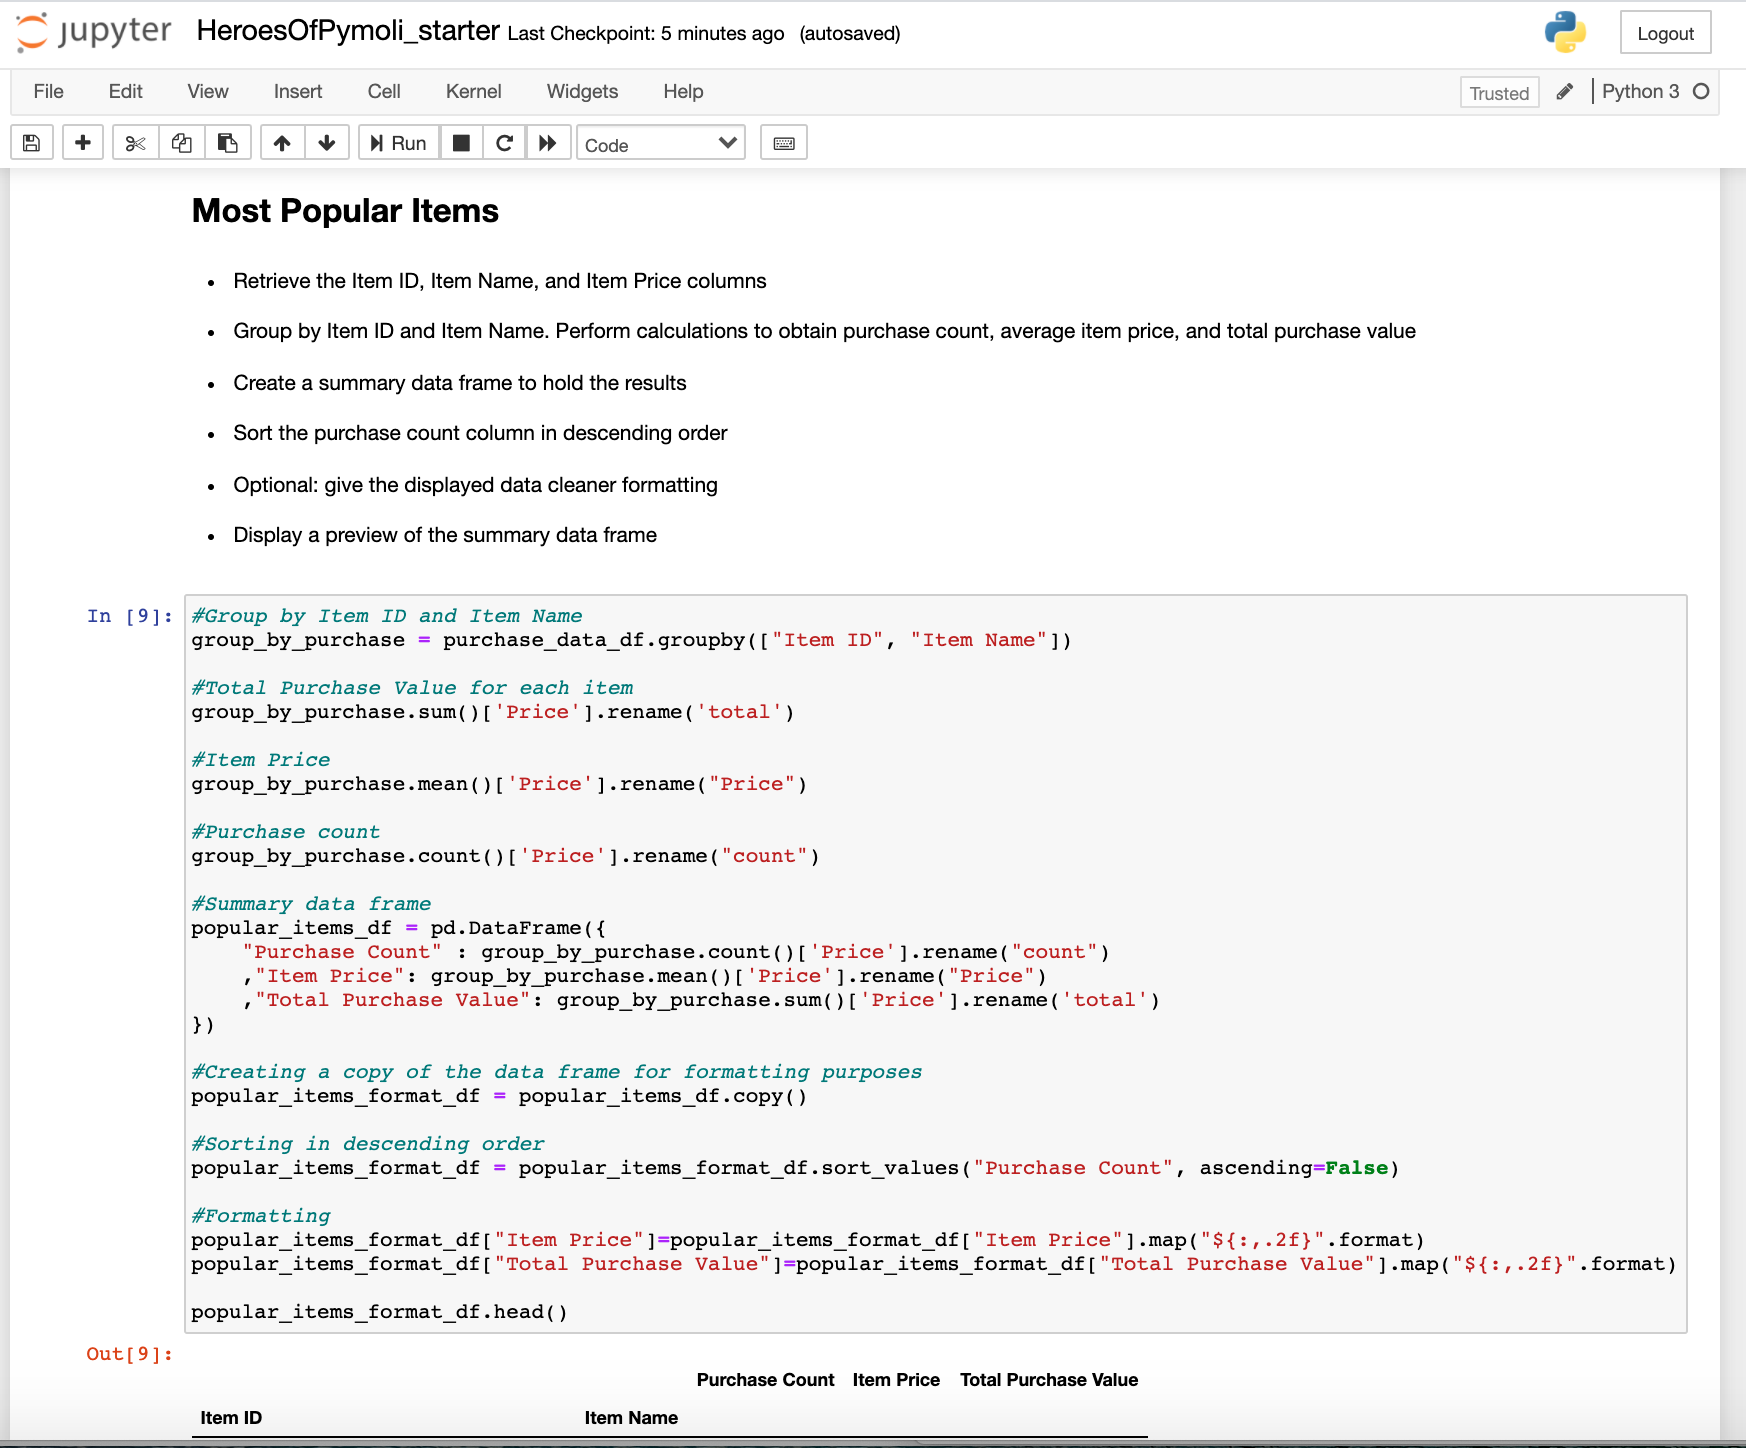 jupyter HeroesOfPymoli_starter Last Checkpoint: 5 minutes ago (autosaved)
Logout
File Edit View Insert Cell Kernel Widgets Help
Trusted Python 3
Run Code
Most Popular Items
• Retrieve the Item ID, Item Name, and Item Price columns
• Group by Item ID and Item Name. Perform calculations to obtain purchase count, average item price, and total purchase value
• Create a summary data frame to hold the results
• Sort the purchase count column in descending order
• Optional: give the displayed data cleaner formatting
• Display a preview of the summary data frame
In [9]:
#Group by Item ID and Item Name
group_by_purchase = purchase_data_df.groupby(["Item ID", "Item Name"])
#Total Purchase Value for each item
group_by_purchase.sum()['Price'].rename('total')
#Item Price
group_by_purchase.mean()['Price'].rename("Price")
#Purchase count
group_by_purchase.count()['Price'].rename("count")
#Summary data frame
popular_items_df = pd.DataFrame({
    "Purchase Count" : group_by_purchase.count()['Price'].rename("count")
    ,"Item Price": group_by_purchase.mean()['Price'].rename("Price")
    ,"Total Purchase Value": group_by_purchase.sum()['Price'].rename('total')
})
#Creating a copy of the data frame for formatting purposes
popular_items_format_df = popular_items_df.copy()
#Sorting in descending order
popular_items_format_df = popular_items_format_df.sort_values("Purchase Count", ascending=False)
#Formatting
popular_items_format_df["Item Price"]=popular_items_format_df["Item Price"].map("${:,.2f}".format)
popular_items_format_df["Total Purchase Value"]=popular_items_format_df["Total Purchase Value"].map("${:,.2f}".format)
popular_items_format_df.head()
Out[9]:
Purchase Count Item Price Total Purchase Value
Item ID Item Name